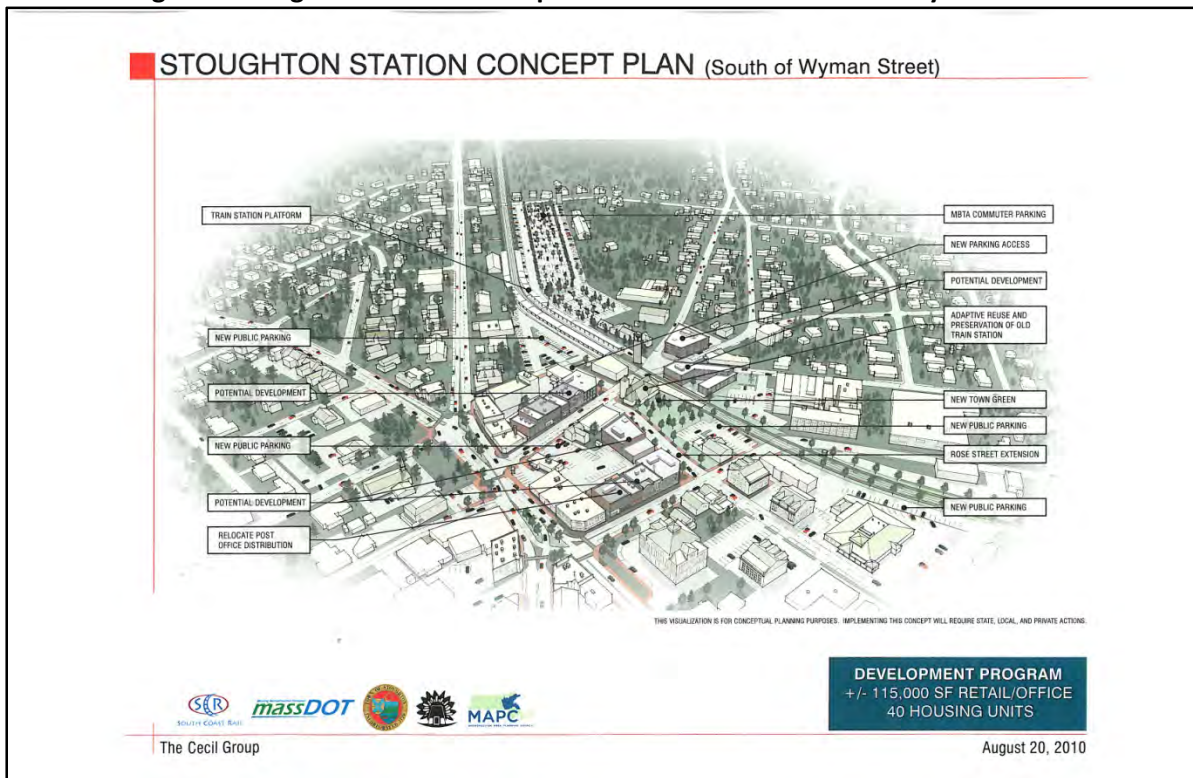 STOUGHTON STATION CONCEPT PLAN (South of Wyman Street)
TRAIN STATION PLATFORM
NEW PUBLIC PARKING
POTENTIAL DEVELOPMENT
NEW PUBLIC PARKING
POTENTIAL DEVELOPMENT
RELOCATE POST
OFFICE DISTRIBUTION
MBTA COMMUTER PARKING
NEW PARKING ACCESS
POTENTIAL DEVELOPMENT
ADAPTIVE REUSE AND
PRESERVATION OF OLD
TRAIN STATION
NEW TOWN GREEN
NEW PUBLIC PARKING
ROSE STREET EXTENSION
NEW PUBLIC PARKING
THIS VISUALIZATION IS FOR CONCEPTUAL PLANNING PURPOSES. IMPLEMENTING THIS CONCEPT WILL REQUIRE STATE, LOCAL, AND PRIVATE ACTIONS.
SCR
SOUTH COAST RAIL
massDOT
MAPC
DEVELOPMENT PROGRAM
+/- 115,000 SF RETAIL/OFFICE
40 HOUSING UNITS
The Cecil Group
August 20, 2010